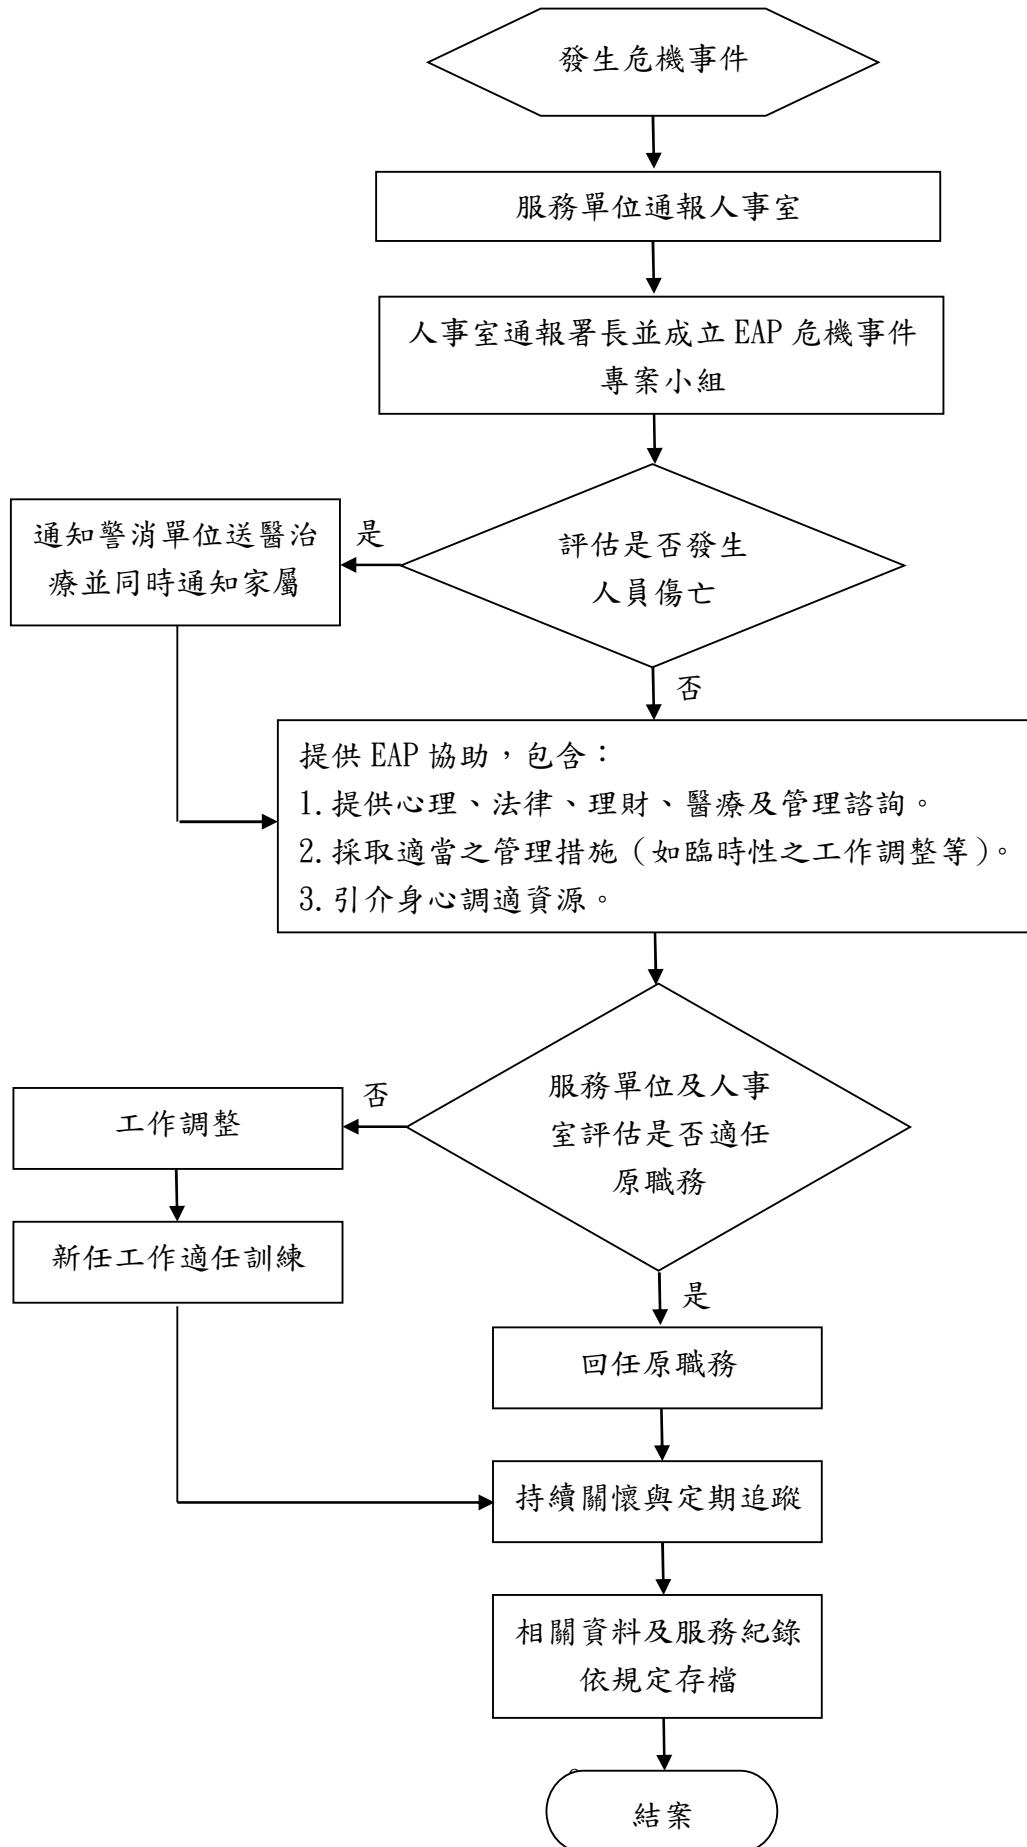 發生危機事件
服務單位通報人事室
人事室通報署長並成立 EAP 危機事件
專案小組
評估是否發生
人員傷亡
是
通知警消單位送醫治
療並同時通知家屬
否
提供 EAP 協助，包含：
1.提供心理、法律、理財、醫療及管理諮詢。
2.採取適當之管理措施（如臨時性之工作調整等）。
3.引介身心調適資源。
服務單位及人事
室評估是否適任
原職務
否
工作調整
新任工作適任訓練
是
回任原職務
持續關懷與定期追蹤
相關資料及服務紀錄
依規定存檔
結案